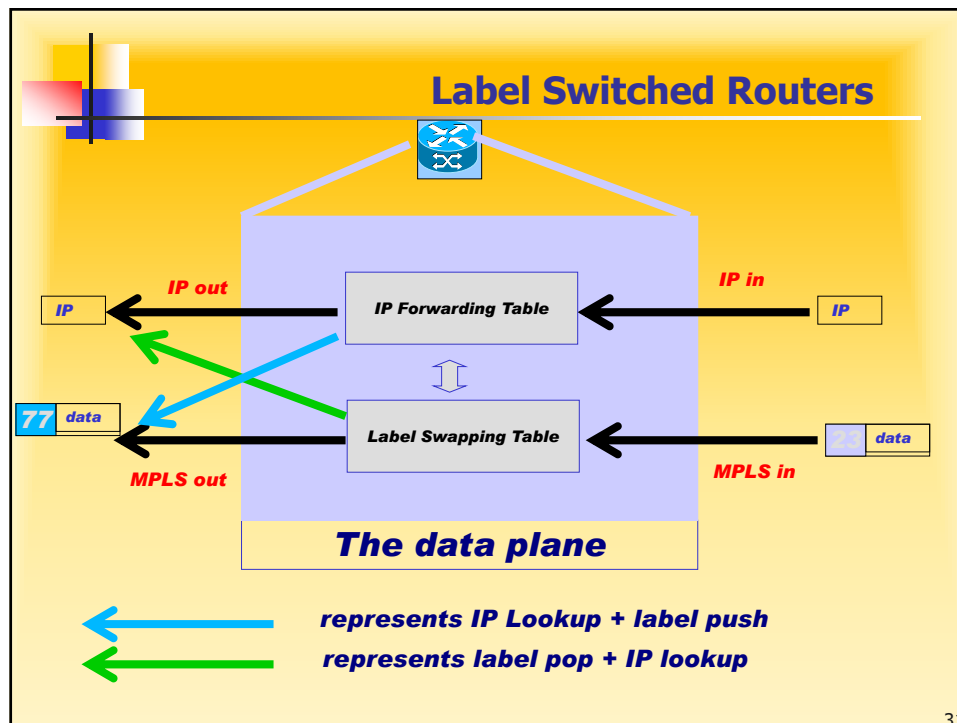 Label Switched Routers
IP out
IP in
IP
IP Forwarding Table
IP
77 data
Label Swapping Table
23 data
MPLS out
MPLS in
The data plane
represents IP Lookup + label push
represents label pop + IP lookup